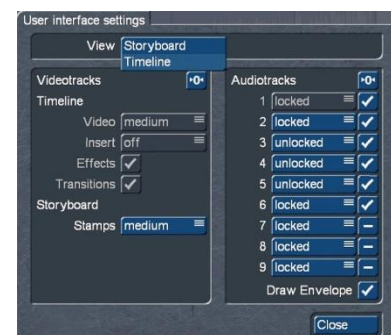 User interface settings
View Storyboard
Timeline
Videotracks
Timeline
Video medium
Insert off
Effects
Transitions
Storyboard
Stamps medium
Audiotracks
1 locked
2 locked
3 unlocked
4 unlocked
5 unlocked
6 locked
7 locked
8 locked
9 locked
Draw Envelope
Close